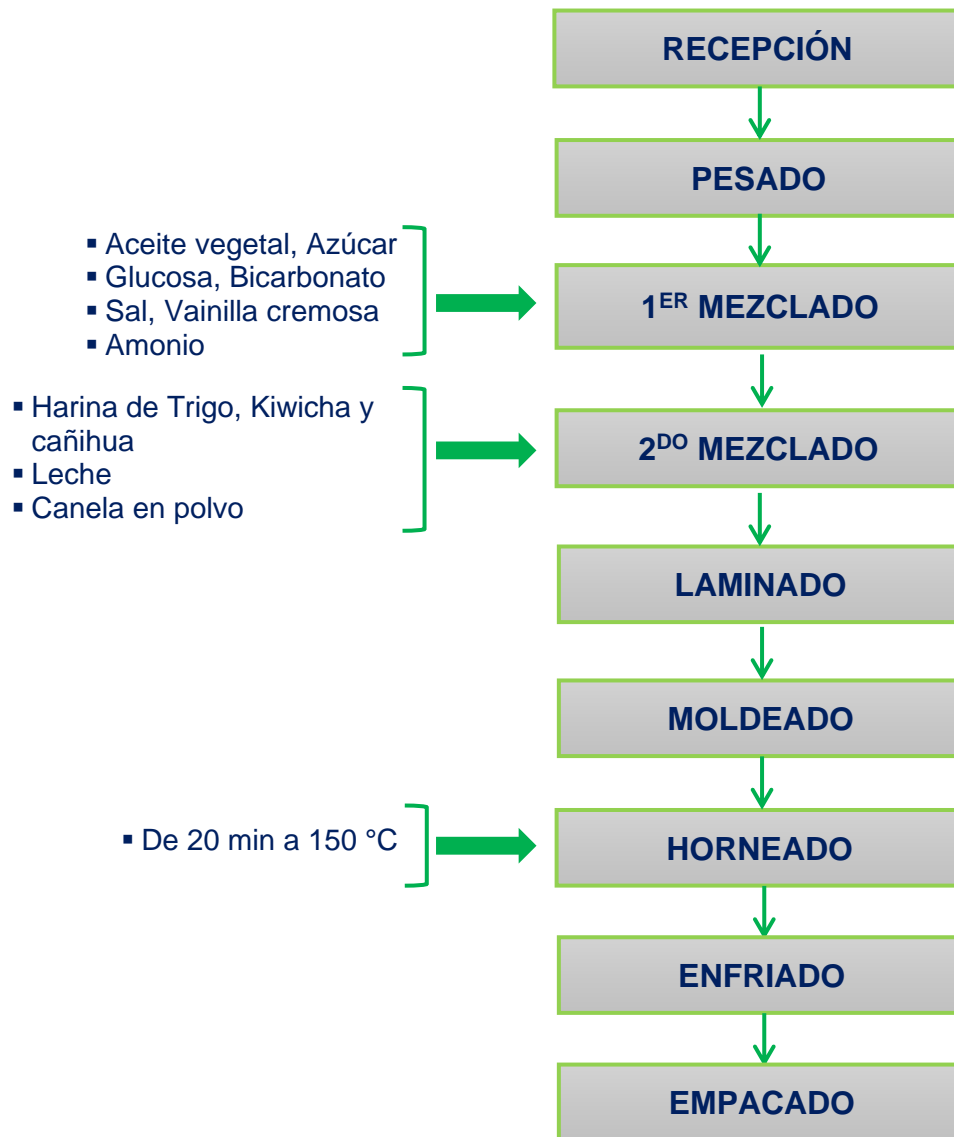 RECEPCIÓN
PESADO
▪ Aceite vegetal, Azúcar
▪ Glucosa, Bicarbonato
▪ Sal, Vainilla cremosa
▪ Amonio
1ER MEZCLADO
▪ Harina de Trigo, Kiwicha y
cañihua
▪ Leche
▪ Canela en polvo
2DO MEZCLADO
LAMINADO
MOLDEADO
▪ De 20 min a 150 °C
HORNEADO
ENFRIADO
EMPACADO